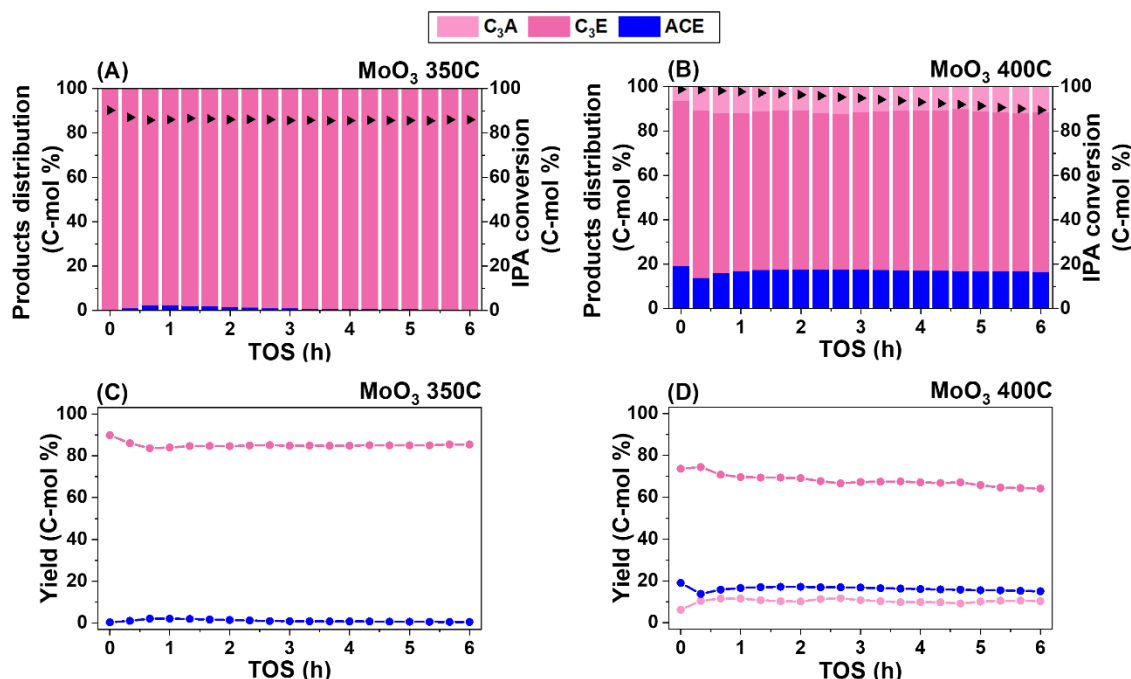 C₃A C₃E ACE
(A) MoO₃ 350C
Products distribution
(C-mol %)
100
80
60
40
20
0
0 1 2 3 4 5 6
TOS (h)
100
80
60
40
20
0
IPA conversion
(C-mol %)
(B) MoO₃ 400C
Products distribution
(C-mol %)
100
80
60
40
20
0
0 1 2 3 4 5 6
TOS (h)
100
80
60
40
20
0
IPA conversion
(C-mol %)
(C) MoO₃ 350C
Yield (C-mol %)
100
80
60
40
20
0
0 1 2 3 4 5 6
TOS (h)
(D) MoO₃ 400C
Yield (C-mol %)
100
80
60
40
20
0
0 1 2 3 4 5 6
TOS (h)